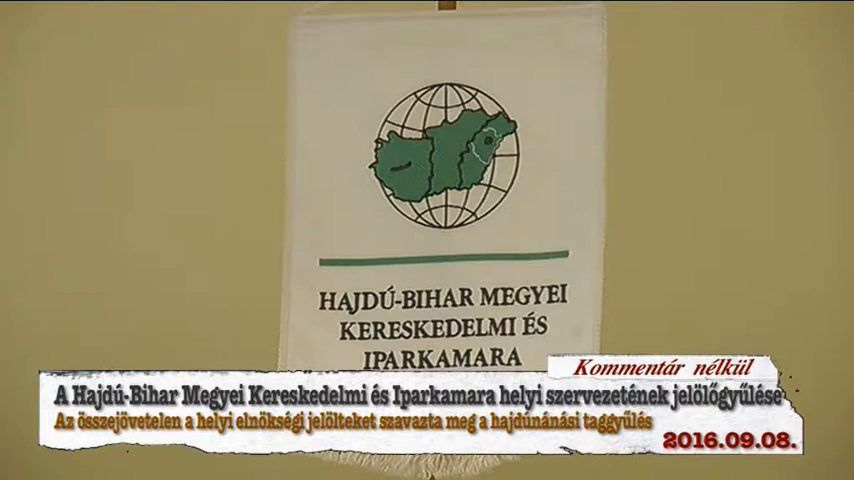 HAJDÚ-BIHAR MEGYEI
KERESKEDELMI ÉS
IPARKAMARA
Kommentár nélkül
A Hajdú-Bihar Megyei Kereskedelmi és Iparkamara helyi szervezetének jelölőgyűlése
Az összejövetelen a helyi elnökségi jelölteket szavazta meg a hajdúnánási taggyűlés
2016.09.08.